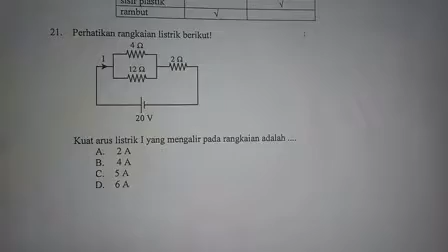 sisir plastik √
rambut √
21. Perhatikan rangkaian listrik berikut!
4 Ω
I 2 Ω
12 Ω
20 V
Kuat arus listrik I yang mengalir pada rangkaian adalah ....
A. 2 A
B. 4 A
C. 5 A
D. 6 A